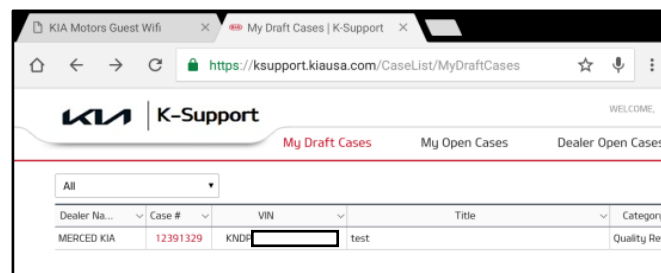 KIA Motors Guest Wifi
My Draft Cases | K-Support
https://ksupport.kiausa.com/CaseList/MyDraftCases
KIA K-Support
WELCOME,
My Draft Cases My Open Cases Dealer Open Cases
All
Dealer Na... Case # VIN Title Category
MERCED KIA 12391329 KNDP test Quality Re